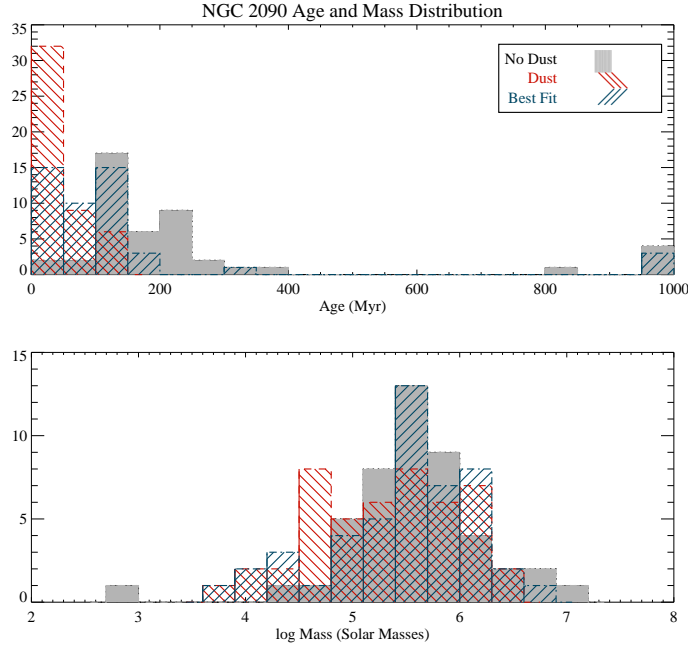 NGC 2090 Age and Mass Distribution
35
30
25
20
15
10
5
0
No Dust
Dust
Best Fit
0 200 400 600 800 1000
Age (Myr)
15
10
5
0
2 3 4 5 6 7 8
log Mass (Solar Masses)